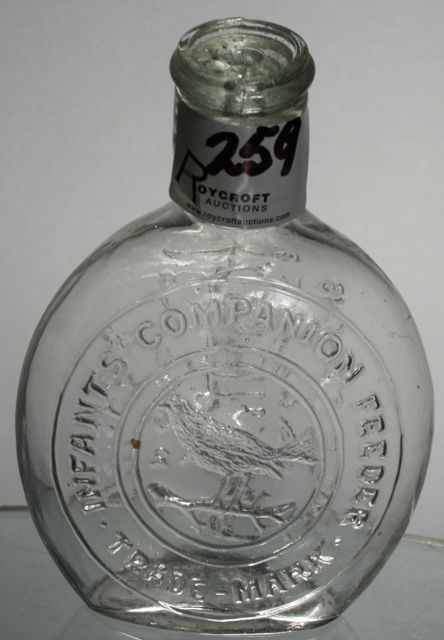 259
ROYCROFT
AUCTIONS
www.roycroftauctions.com
INFANTS COMPANION FEEDER
TRADE-MARK